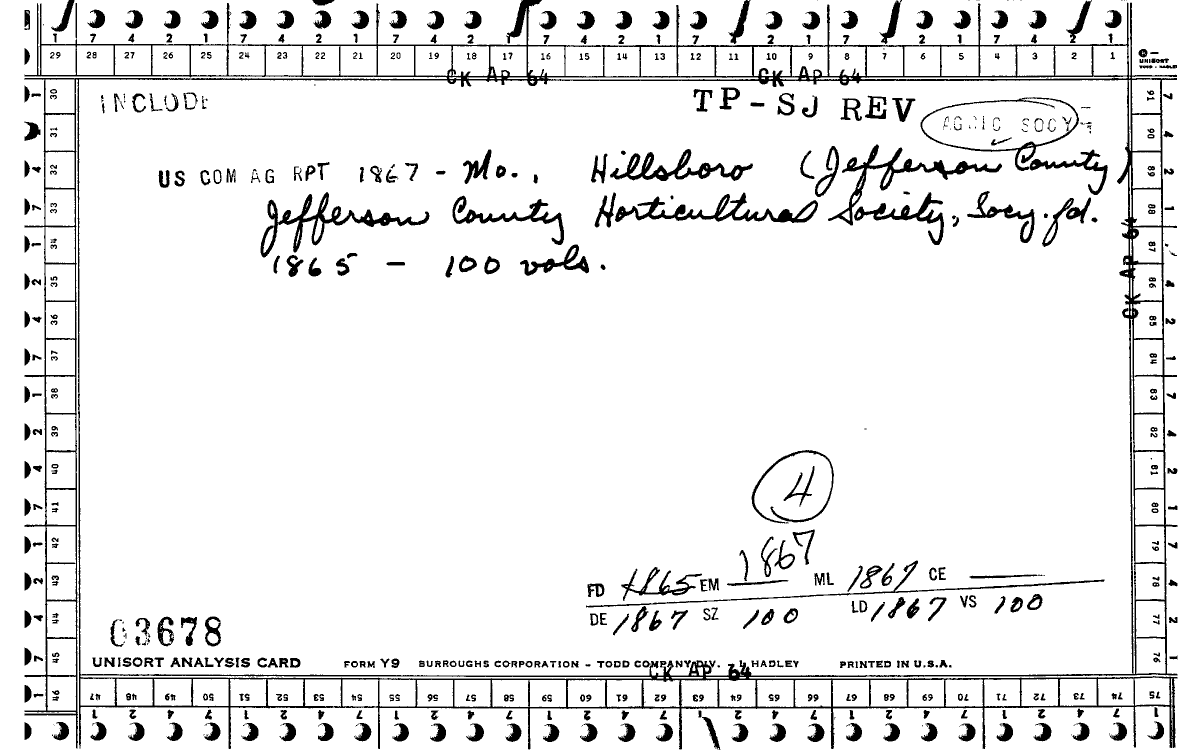 1 7 4 2 1 7 4 2 1 7 4 2 1 7 4 2 1 7 4 2 1 7 4 2 1
29 28 27 26 25 24 23 22 21 20 19 18 17 16 15 14 13 12 11 10 9 8 7 6 5 4 3 2 1
UNISORT
CK AP 64 CK AP 64
INCLUDE TP-SJ REV AGRIC SOCY
US COM AG RPT 1867 - Mo., Hillsboro (Jefferson County)
Jefferson County Horticultural Society, Socy. fd.
1865 - 100 vols.
CK AP 64
4
FD 1865 EM 1867 ML 1867 CE —
DE 1867 SZ 100 LD 1867 VS 100
03678
UNISORT ANALYSIS CARD FORM Y9 BURROUGHS CORPORATION - TODD COMPANY DIV. HADLEY PRINTED IN U.S.A.
CK AP 64
30 31 32 33 34 35 36 37 38 39 40 41 42 43 44 45 46
47 48 49 50 51 52 53 54 55 56 57 58 59 60 61 62 63 64 65 66 67 68 69 70 71 72 73 74 75
91 90 89 88 87 86 85 84 83 82 81 80 79 78 77 76